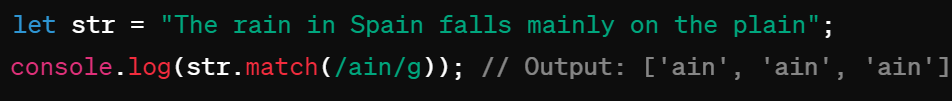 let str = "The rain in Spain falls mainly on the plain";
console.log(str.match(/ain/g)); // Output: ['ain', 'ain', 'ain']